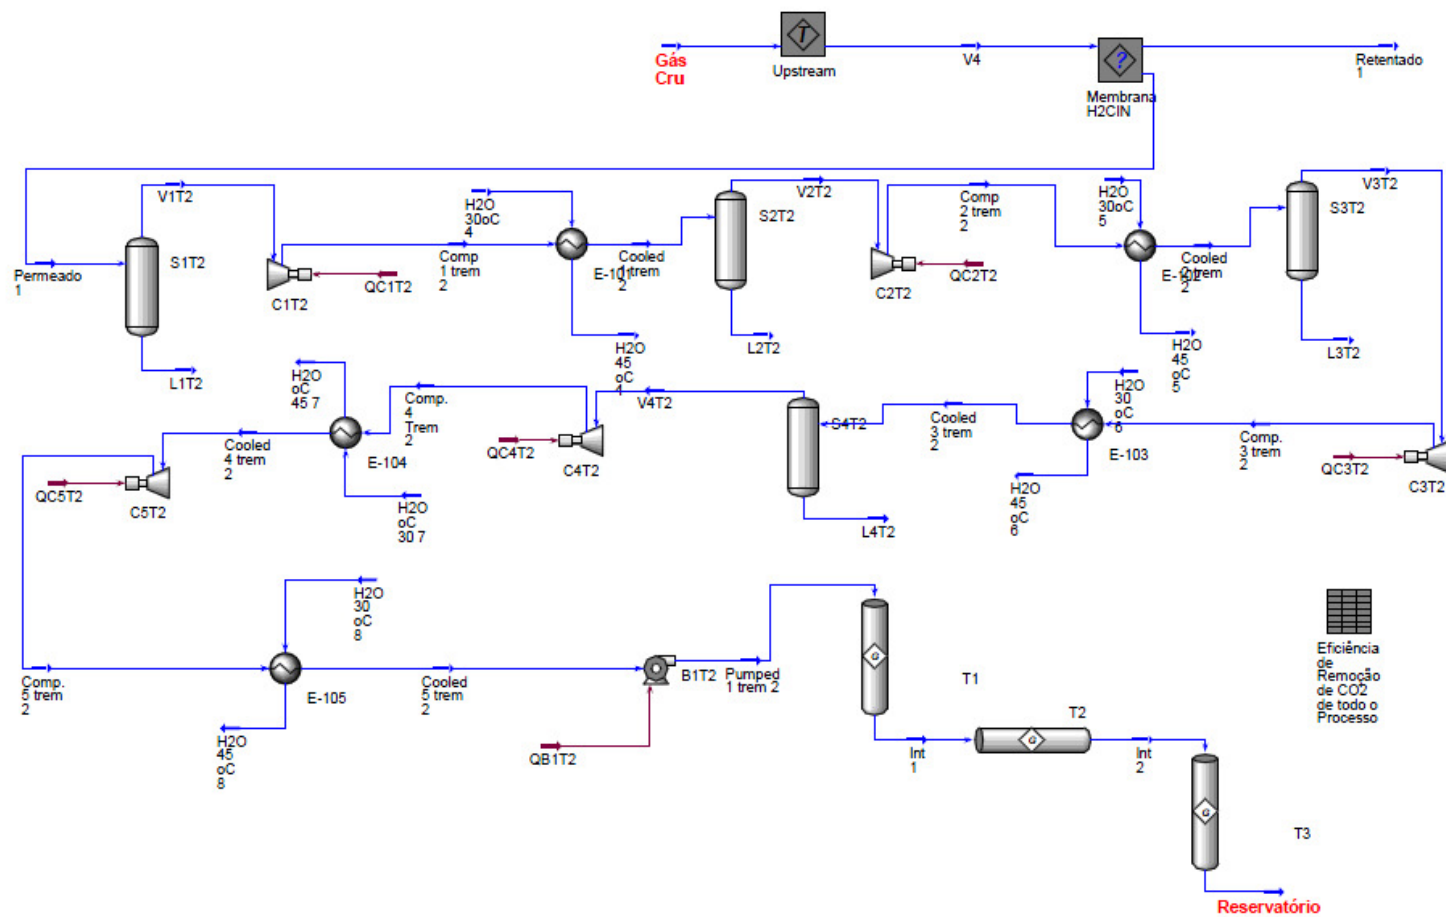 Gás
Cru
Upstream
V4
Membrana
H2CIN
Retentado
1
Permeado
1
V1T2
S1T2
L1T2
C1T2
QC1T2
Comp
1 trem
2
H2O
30oC
4
E-101
Cooled
1 trem
2
H2O
45
oC
4
V2T2
S2T2
L2T2
C2T2
QC2T2
Comp
2 trem
2
H2O
30oC
5
E-102
Cooled
2 trem
2
H2O
45
oC
5
V3T2
S3T2
L3T2
QC3T2
C3T2
Comp.
3 trem
2
H2O
30
oC
6
E-103
H2O
45
oC
6
Cooled
3 trem
2
S4T2
L4T2
V4T2
C4T2
QC4T2
Comp.
4
Trem
2
H2O
oC
45 7
E-104
H2O
oC
30 7
Cooled
4 trem
2
QC5T2
C5T2
Comp.
5 trem
2
H2O
30
oC
8
E-105
H2O
45
oC
8
Cooled
5 trem
2
QB1T2
B1T2
Pumped
1 trem 2
G
T1
Int
1
G
T2
Int
2
G
T3
Reservatório
Eficiência
de
Remoção
de CO2
de todo o
Processo
T
?